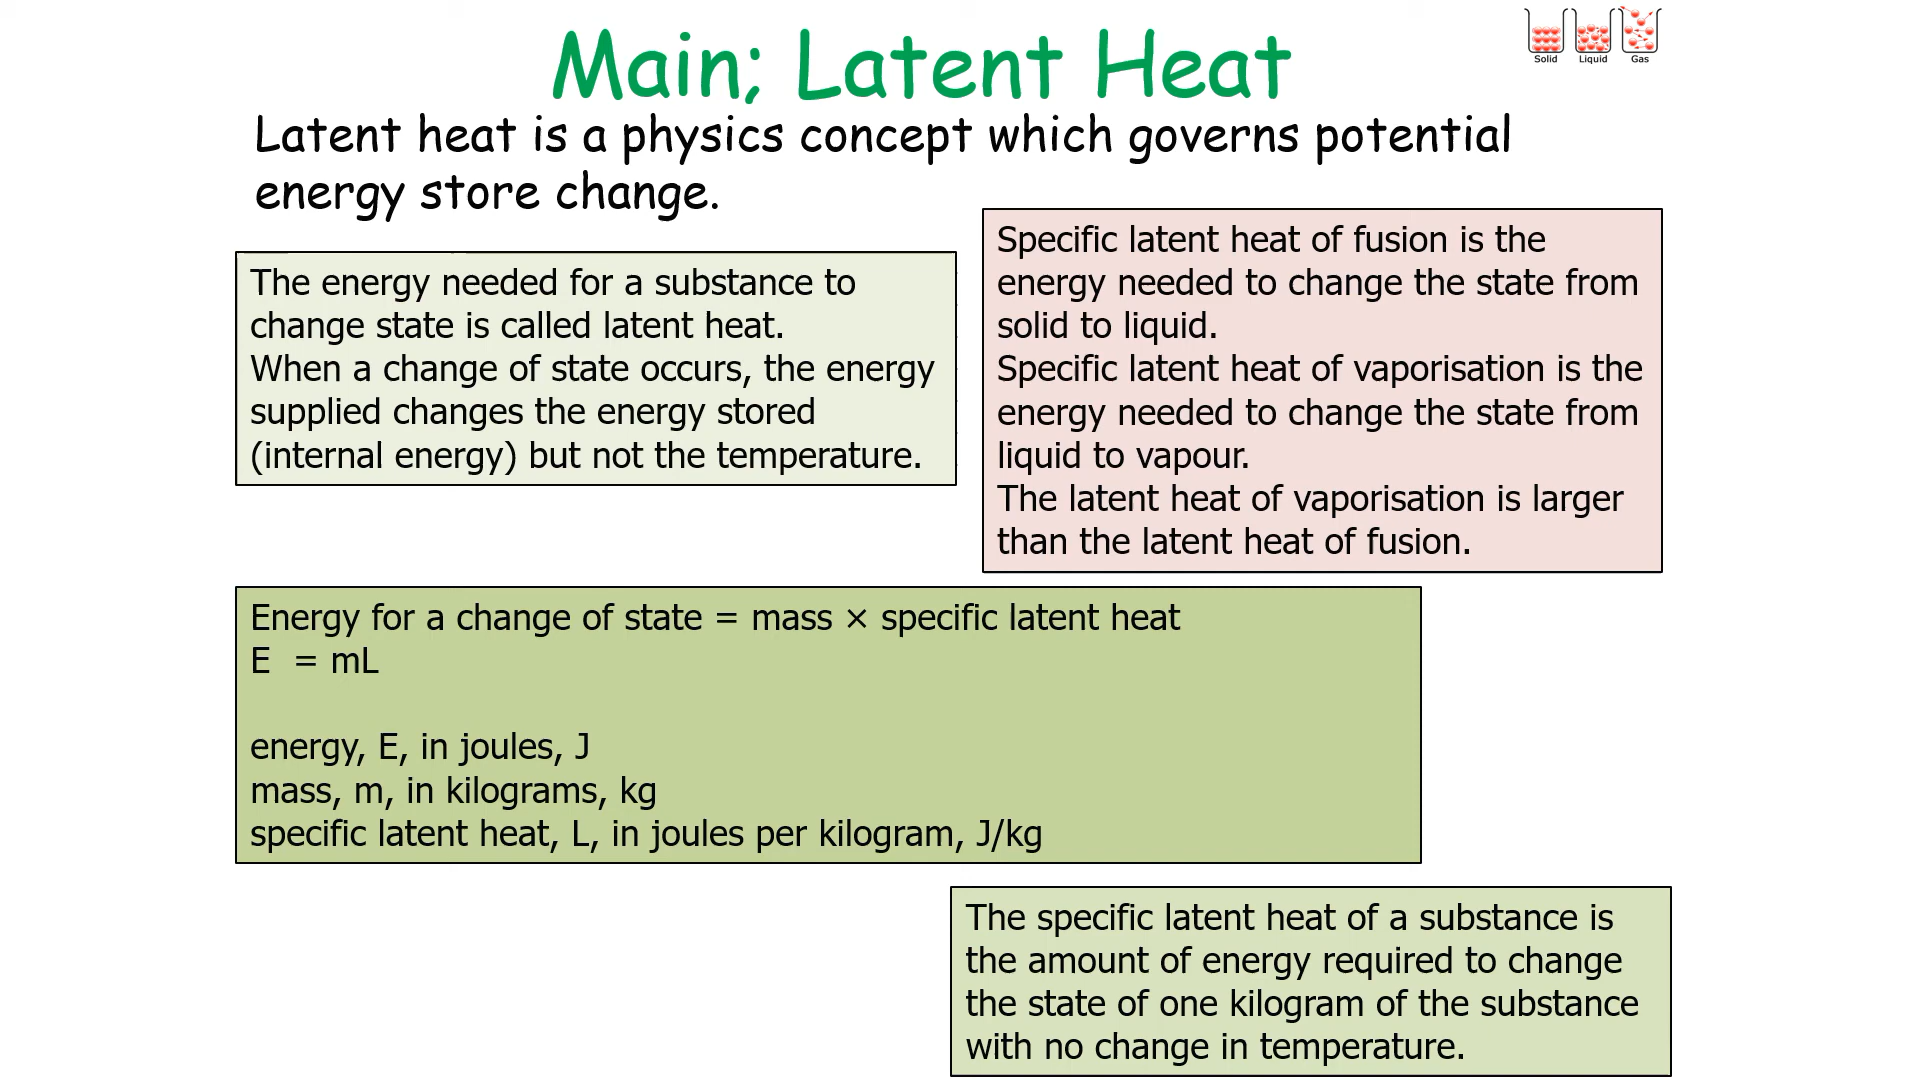 Main; Latent Heat
Solid Liquid Gas
Latent heat is a physics concept which governs potential
energy store change.
The energy needed for a substance to
change state is called latent heat.
When a change of state occurs, the energy
supplied changes the energy stored
(internal energy) but not the temperature.
Specific latent heat of fusion is the
energy needed to change the state from
solid to liquid.
Specific latent heat of vaporisation is the
energy needed to change the state from
liquid to vapour.
The latent heat of vaporisation is larger
than the latent heat of fusion.
Energy for a change of state = mass × specific latent heat
E = mL
energy, E, in joules, J
mass, m, in kilograms, kg
specific latent heat, L, in joules per kilogram, J/kg
The specific latent heat of a substance is
the amount of energy required to change
the state of one kilogram of the substance
with no change in temperature.